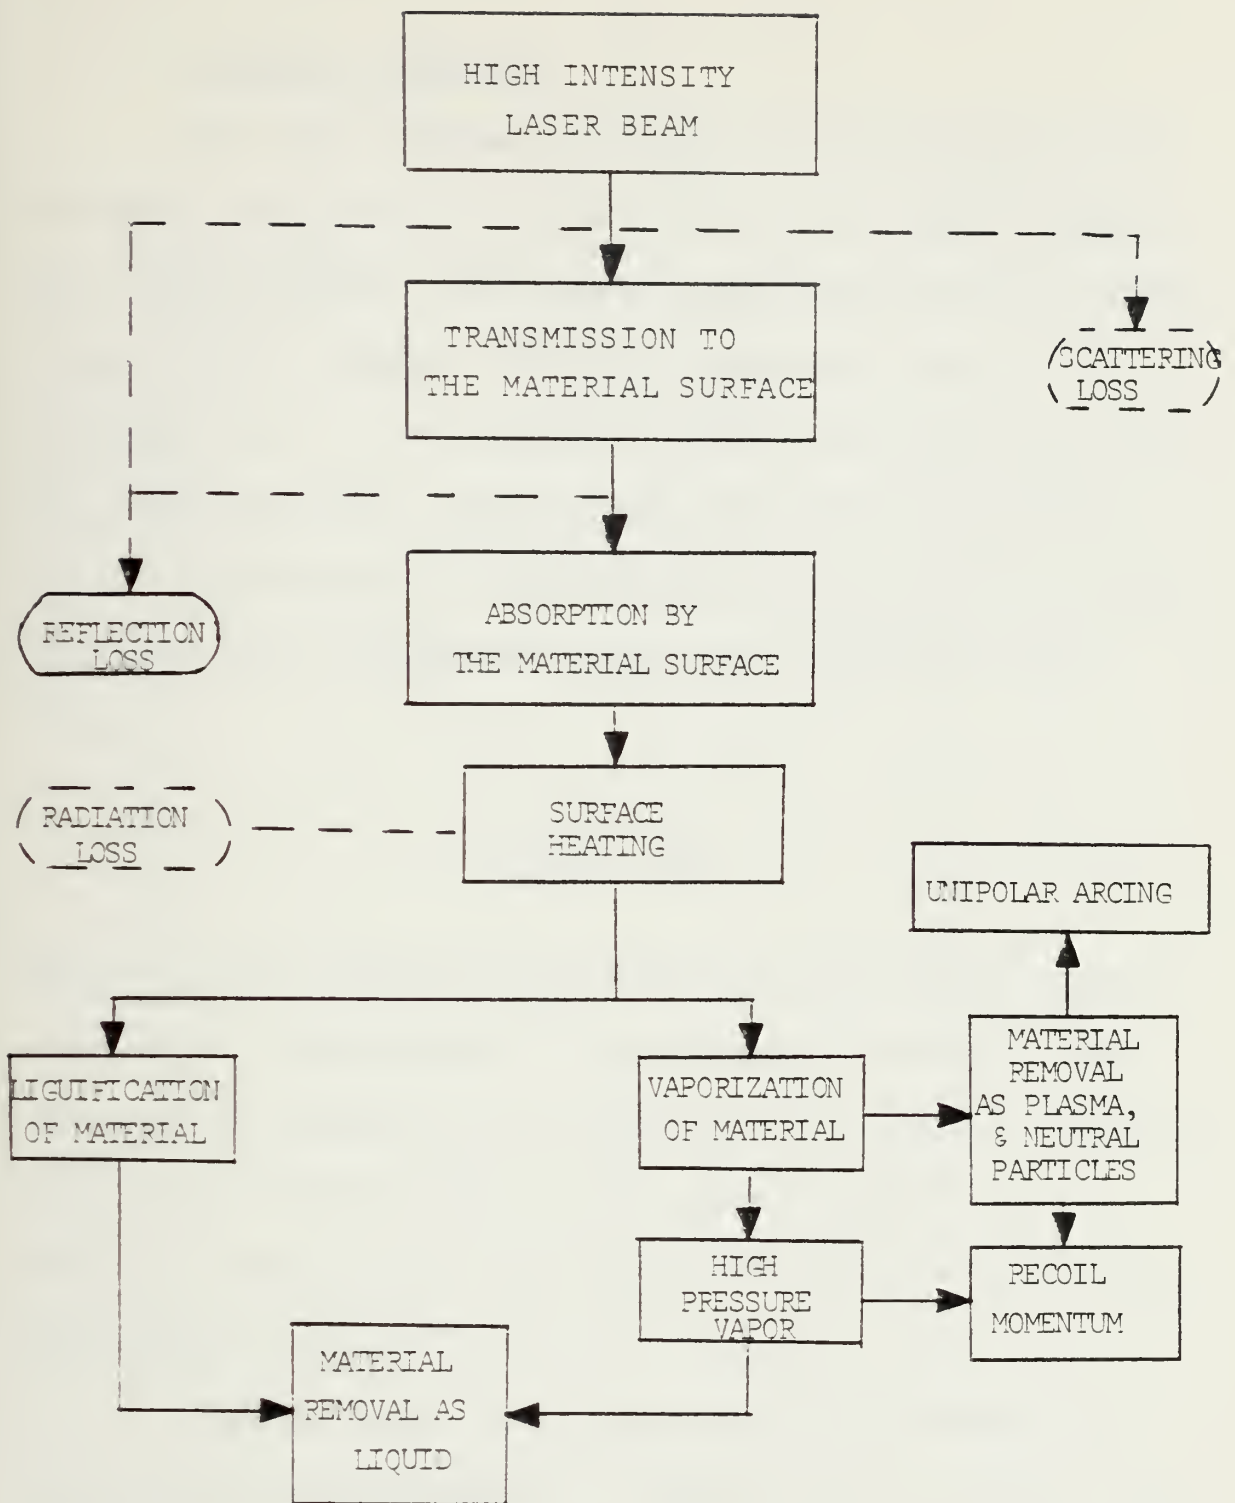 HIGH INTENSITY
LASER BEAM
TRANSMISSION TO
THE MATERIAL SURFACE
SCATTERING
LOSS
ABSORPTION BY
THE MATERIAL SURFACE
REFLECTION
LOSS
SURFACE
HEATING
RADIATION
LOSS
UNIPOLAR ARCING
LIGUIFICATION
OF MATERIAL
VAPORIZATION
OF MATERIAL
MATERIAL
REMOVAL
AS PLASMA,
& NEUTRAL
PARTICLES
HIGH
PRESSURE
VAPOR
RECOIL
MOMENTUM
MATERIAL
REMOVAL AS
LIQUID